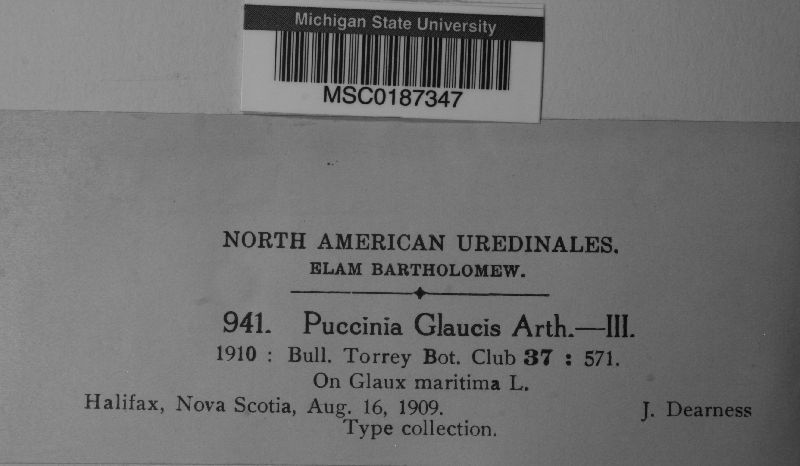 Michigan State University
MSC0187347
NORTH AMERICAN UREDINALES.
ELAM BARTHOLOMEW.
941. Puccinia Glaucis Arth.—III.
1910 : Bull. Torrey Bot. Club 37 : 571.
On Glaux maritima L.
Halifax, Nova Scotia, Aug. 16, 1909. J. Dearness
Type collection.